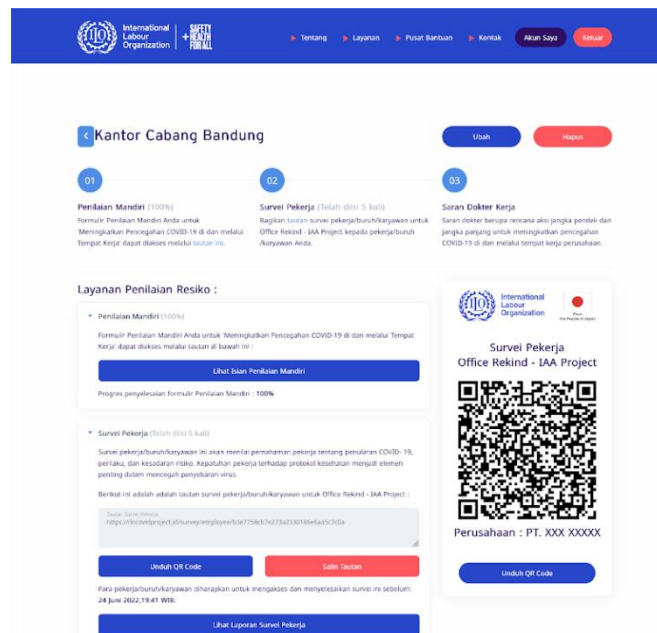 International
Labour
Organization
+SAFETY
HEALTH
FOR ALL
Tentang
Layanan
Pusat Bantuan
Kontak
Akun Saya
Keluar
Kantor Cabang Bandung
Ubah
Hapus
01
02
03
Penilaian Mandiri (100%)
Formulir Penilaian Mandiri Anda untuk
'Meningkatkan Pencegahan COVID-19 di dan melalui
Tempat Kerja' dapat diakses melalui tautan ini.
Survei Pekerja (Telah diisi 5 kali)
Bagikan tautan survei pekerja/buruh/karyawan untuk
Office Rekind - IAA Project kepada pekerja/buruh
/karyawan Anda.
Saran Dokter Kerja
Saran dokter berupa rencana aksi jangka pendek dan
jangka panjang untuk meningkatkan pencegahan
COVID-19 di dan melalui tempat kerja perusahaan.
Layanan Penilaian Resiko :
Penilaian Mandiri (100%)
Formulir Penilaian Mandiri Anda untuk 'Meningkatkan Pencegahan COVID-19 di dan melalui Tempat
Kerja' dapat diakses melalui tautan di bawah ini :
Lihat Isian Penilaian Mandiri
Progres penyelesaian formulir Penilaian Mandiri : 100%
Survei Pekerja (Telah diisi 5 kali)
Survei pekerja/buruh/karyawan ini akan menilai pemahaman pekerja tentang penularan COVID- 19,
perilaku, dan kesadaran risiko. Kepatuhan pekerja terhadap protokol kesehatan menjadi elemen
penting dalam mencegah penyebaran virus.
Berikut ini adalah adalah tautan survei pekerja/buruh/karyawan untuk Office Rekind - IAA Project :
Tautan Survei Pekerja
Unduh QR Code
Salin Tautan
Para pekerja/buruh/karyawan diharapkan untuk mengakses dan menyelesaikan survei ini sebelum:
24 Juni 2022,19:41 WIB.
Lihat Laporan Survei Pekerja
International
Labour
Organization
From
the People of Japan
Survei Pekerja
Office Rekind - IAA Project
Perusahaan : PT. XXX XXXXX
Unduh QR Code